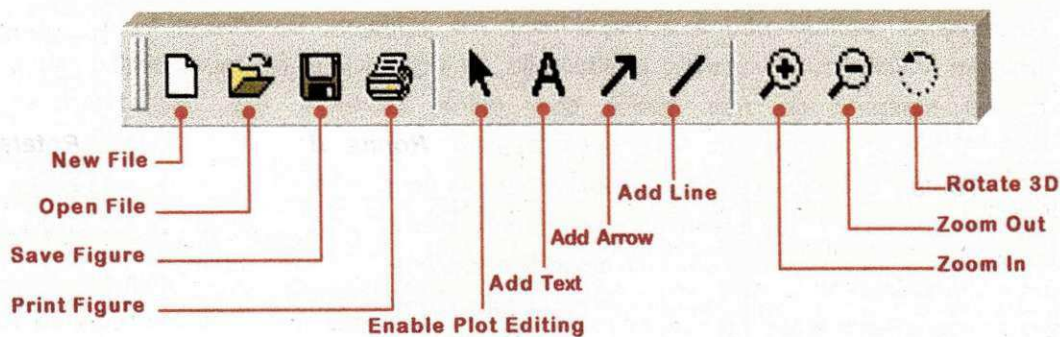 New File
Open File
Save Figure
Print Figure
Enable Plot Editing
Add Text
Add Arrow
Add Line
Zoom In
Zoom Out
Rotate 3D
A